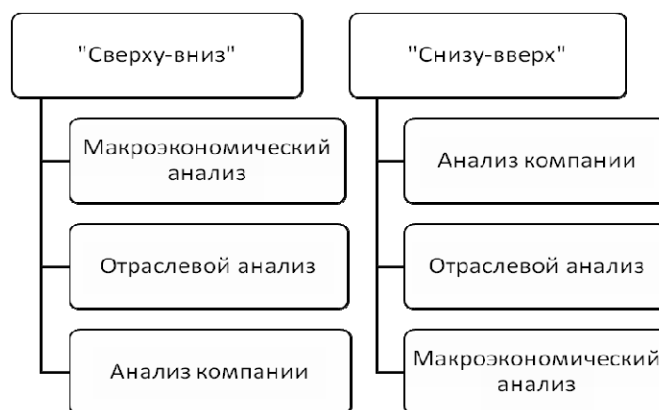 "Сверху-вниз"
Макроэкономический
анализ
Отраслевой анализ
Анализ компании
"Снизу-вверх"
Анализ компании
Отраслевой анализ
Макроэкономический
анализ